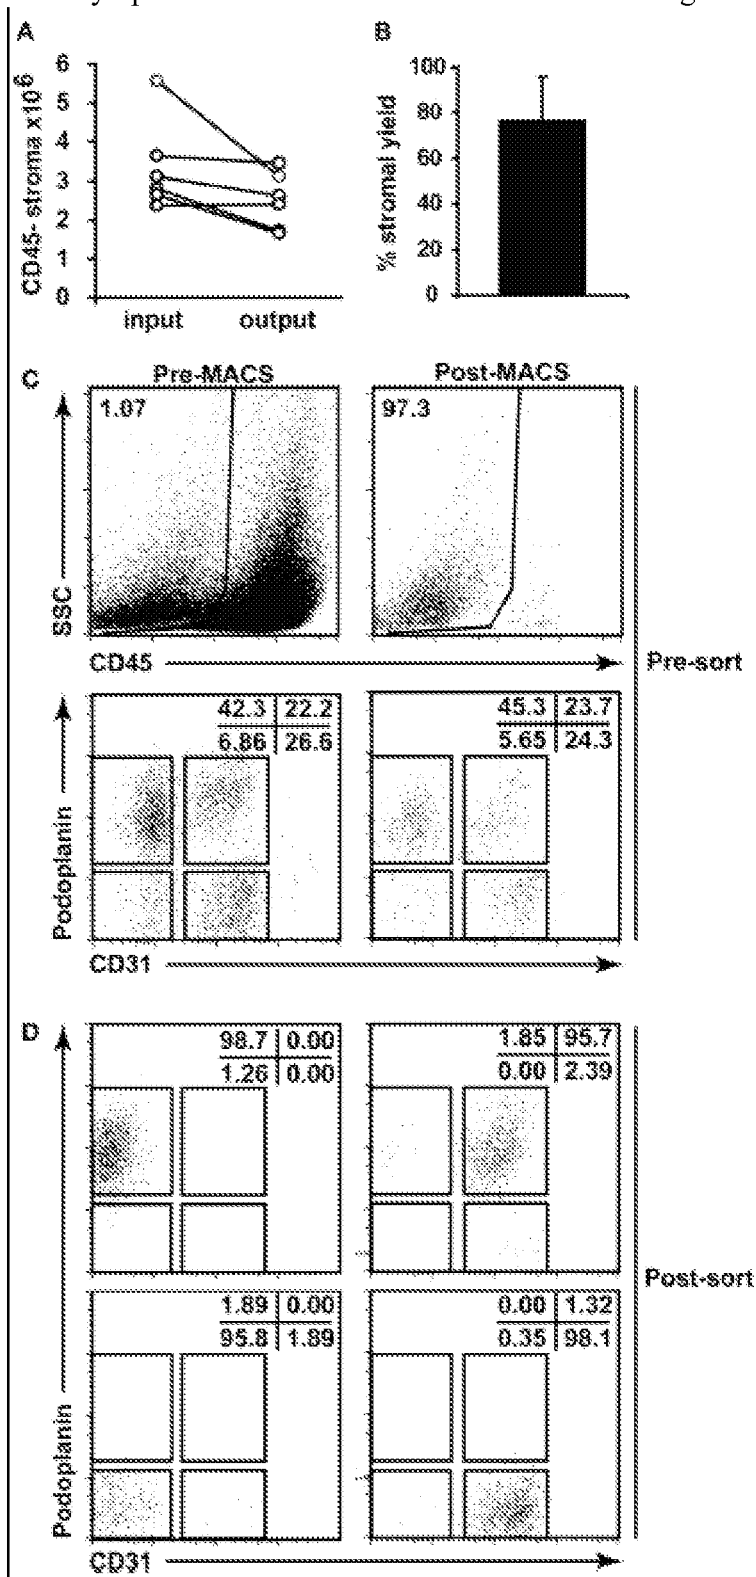 A
CD45- stroma x10⁶
6
5
4
3
2
1
0
input output
B
% stromal yield
100
80
60
40
20
0
C
Pre-MACS Post-MACS
1.07
97.3
SSC
CD45
Pre-sort
42.3 22.2
6.86 26.6
45.3 23.7
5.65 24.3
Podoplanin
CD31
D
98.7 0.00
1.26 0.00
1.85 95.7
0.00 2.39
1.89 0.00
95.8 1.89
0.00 1.32
0.35 98.1
Post-sort
Podoplanin
CD31